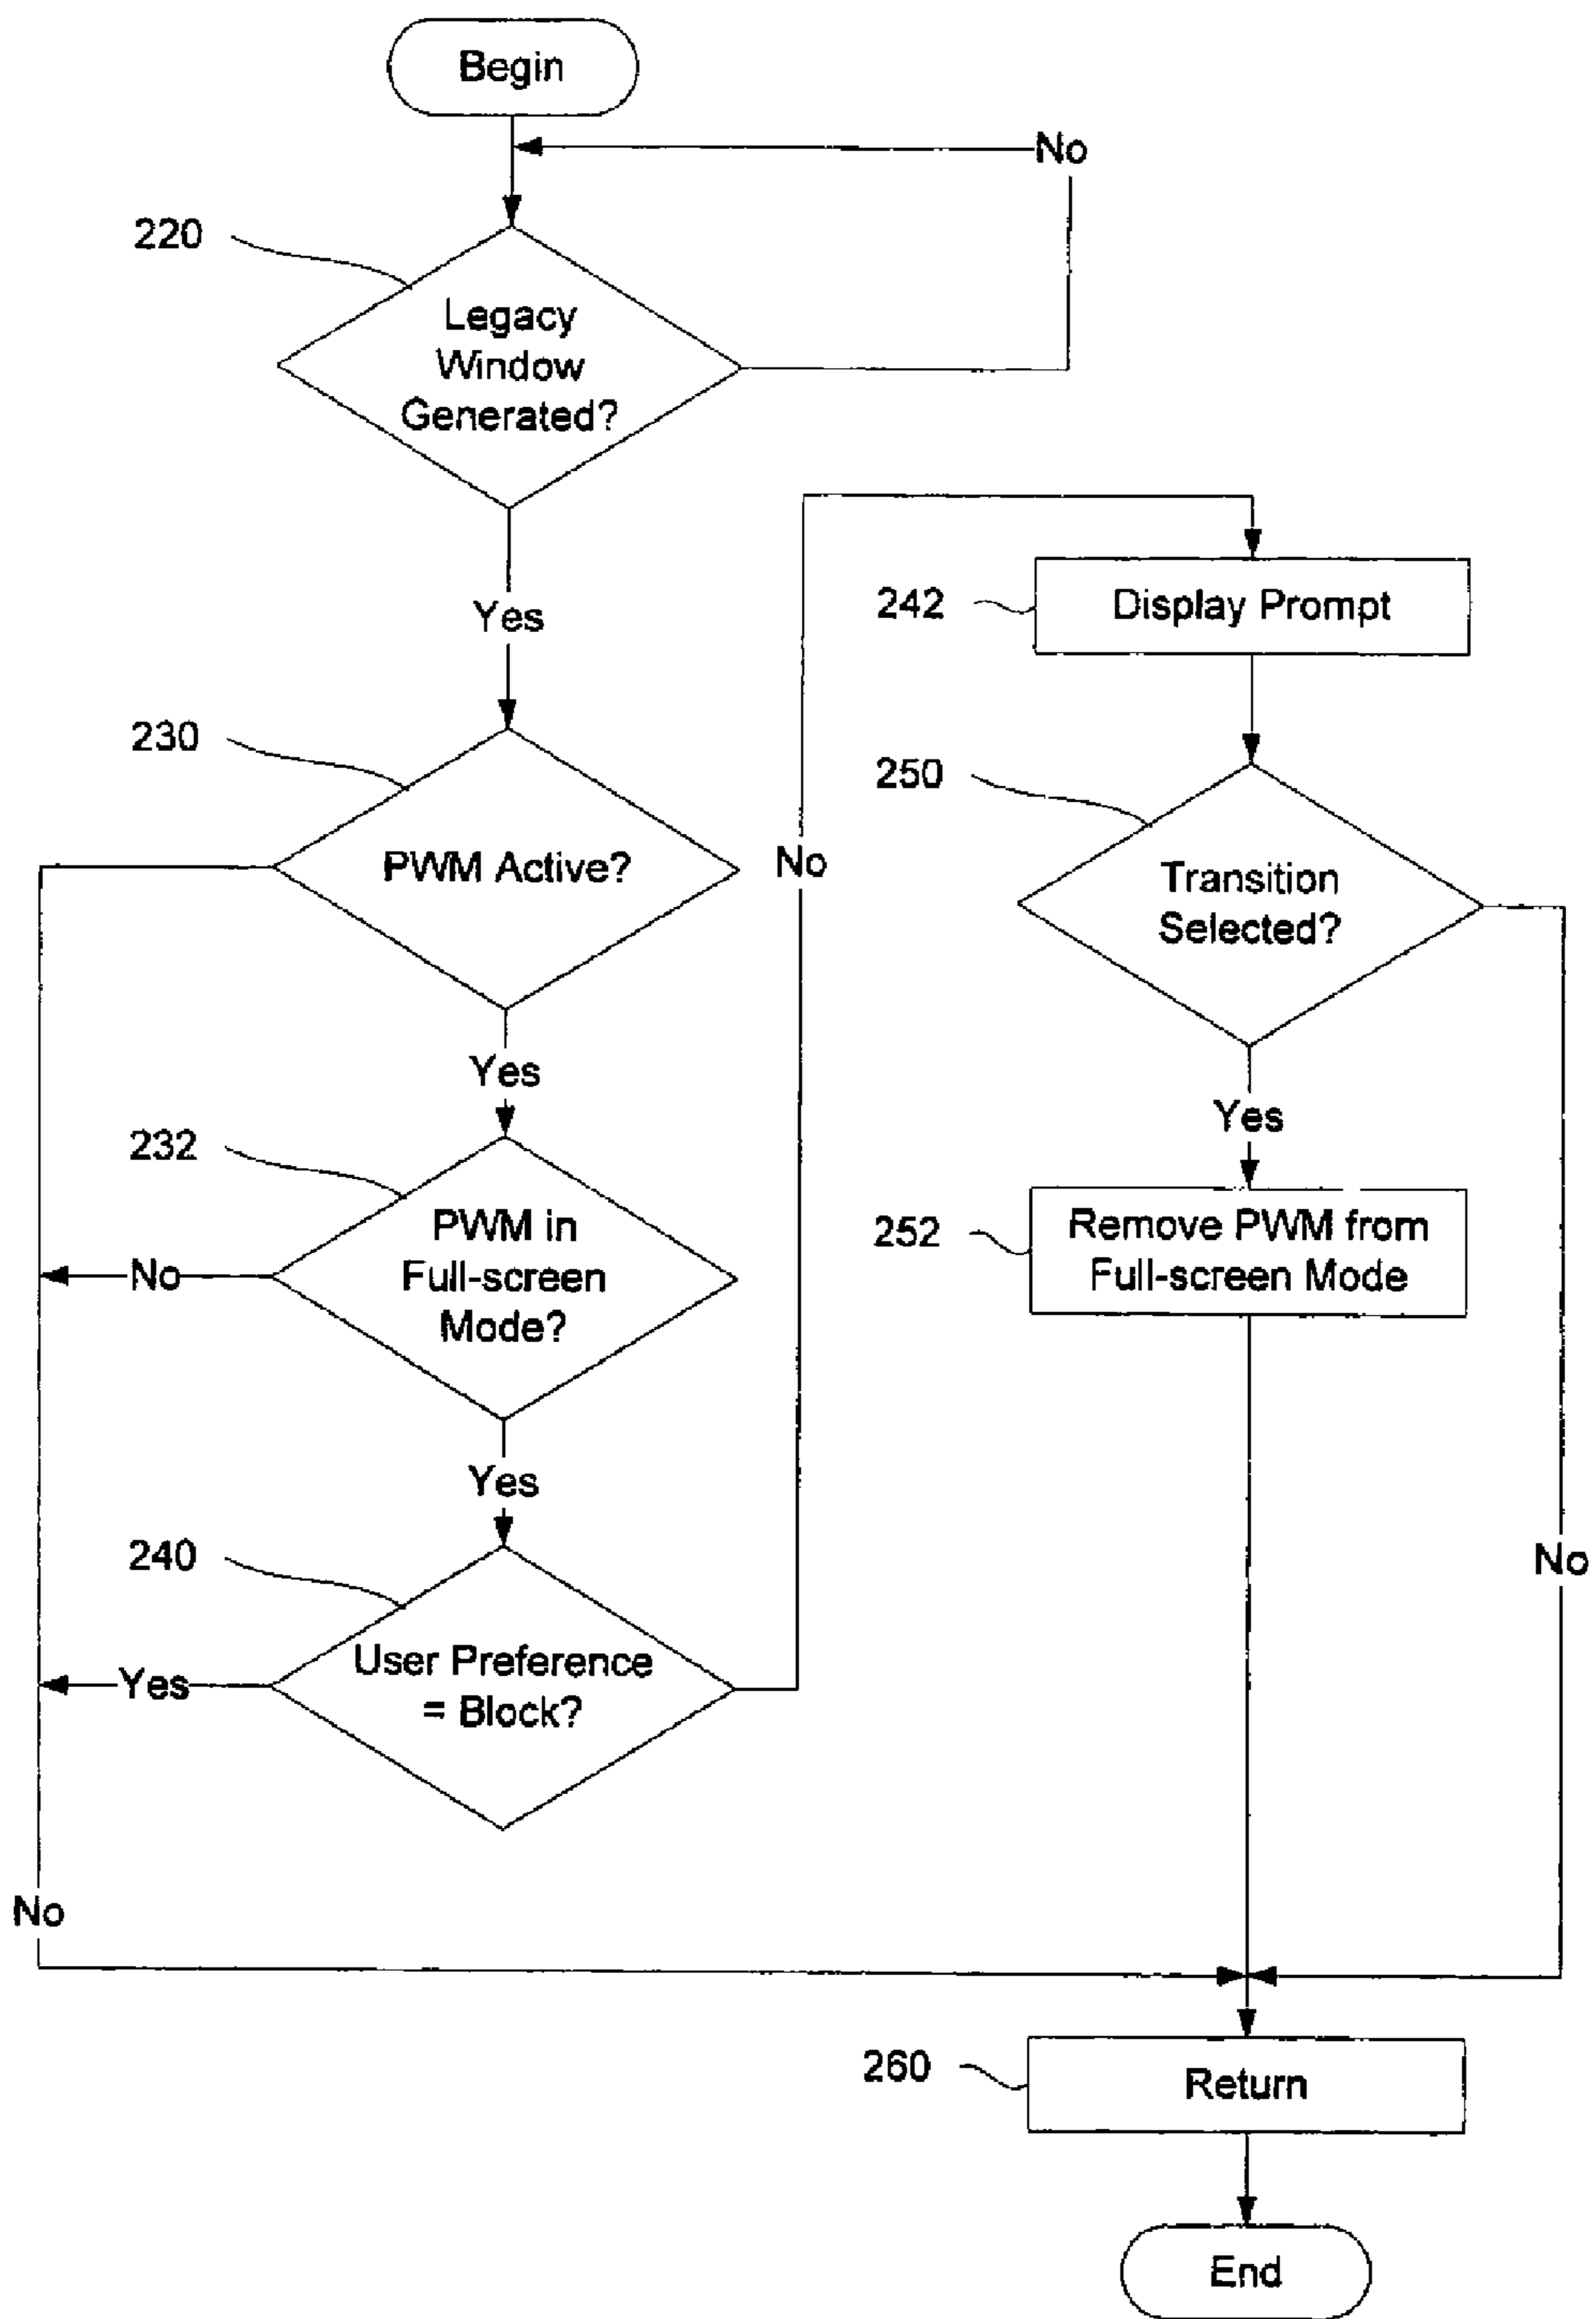 Begin
No
220
Legacy
Window
Generated?
Yes
230
PWM Active?
Yes
232
PWM in
Full-screen
Mode?
No
Yes
240
User Preference
= Block?
Yes
No
No
242
Display Prompt
250
Transition
Selected?
Yes
252
Remove PWM from
Full-screen Mode
No
260
Return
End